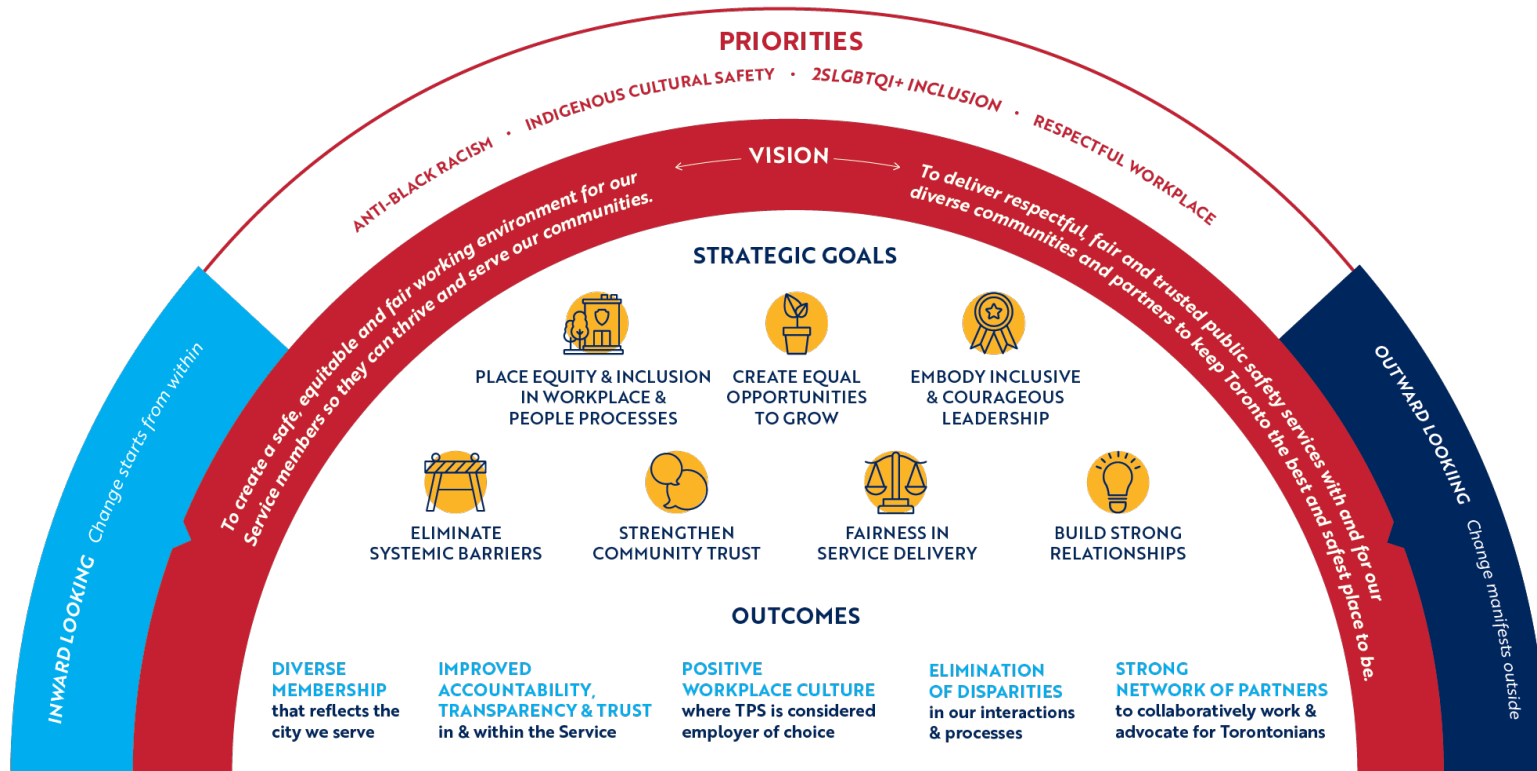 PRIORITIES
ANTI-BLACK RACISM • INDIGENOUS CULTURAL SAFETY • 2SLGBTQI+ INCLUSION • RESPECTFUL WORKPLACE
VISION
To create a safe, equitable and fair working environment for our
Service members so they can thrive and serve our communities.
To deliver respectful, fair and trusted public safety services with and for our
diverse communities and partners to keep Toronto the best and safest place to be.
INWARD LOOKING Change starts from within
OUTWARD LOOKIING Change manifests outside
STRATEGIC GOALS
PLACE EQUITY & INCLUSION
IN WORKPLACE &
PEOPLE PROCESSES
CREATE EQUAL
OPPORTUNITIES
TO GROW
EMBODY INCLUSIVE
& COURAGEOUS
LEADERSHIP
ELIMINATE
SYSTEMIC BARRIERS
STRENGTHEN
COMMUNITY TRUST
FAIRNESS IN
SERVICE DELIVERY
BUILD STRONG
RELATIONSHIPS
OUTCOMES
DIVERSE
MEMBERSHIP
that reflects the
city we serve
IMPROVED
ACCOUNTABILITY,
TRANSPARENCY & TRUST
in & within the Service
POSITIVE
WORKPLACE CULTURE
where TPS is considered
employer of choice
ELIMINATION
OF DISPARITIES
in our interactions
& processes
STRONG
NETWORK OF PARTNERS
to collaboratively work &
advocate for Torontonians